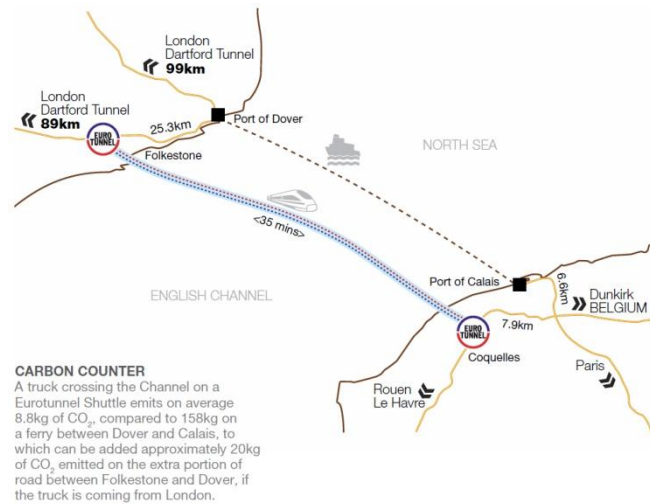 London
Dartford Tunnel
99km
London
Dartford Tunnel
89km
25.3km
Port of Dover
EURO
TUNNEL
Folkestone
NORTH SEA
<35 mins>
ENGLISH CHANNEL
Port of Calais
6.6km
Dunkirk
BELGIUM
7.9km
EURO
TUNNEL
Coquelles
Paris
Rouen
Le Havre
CARBON COUNTER
A truck crossing the Channel on a
Eurotunnel Shuttle emits on average
8.8kg of CO₂, compared to 158kg on
a ferry between Dover and Calais, to
which can be added approximately 20kg
of CO₂ emitted on the extra portion of
road between Folkestone and Dover, if
the truck is coming from London.